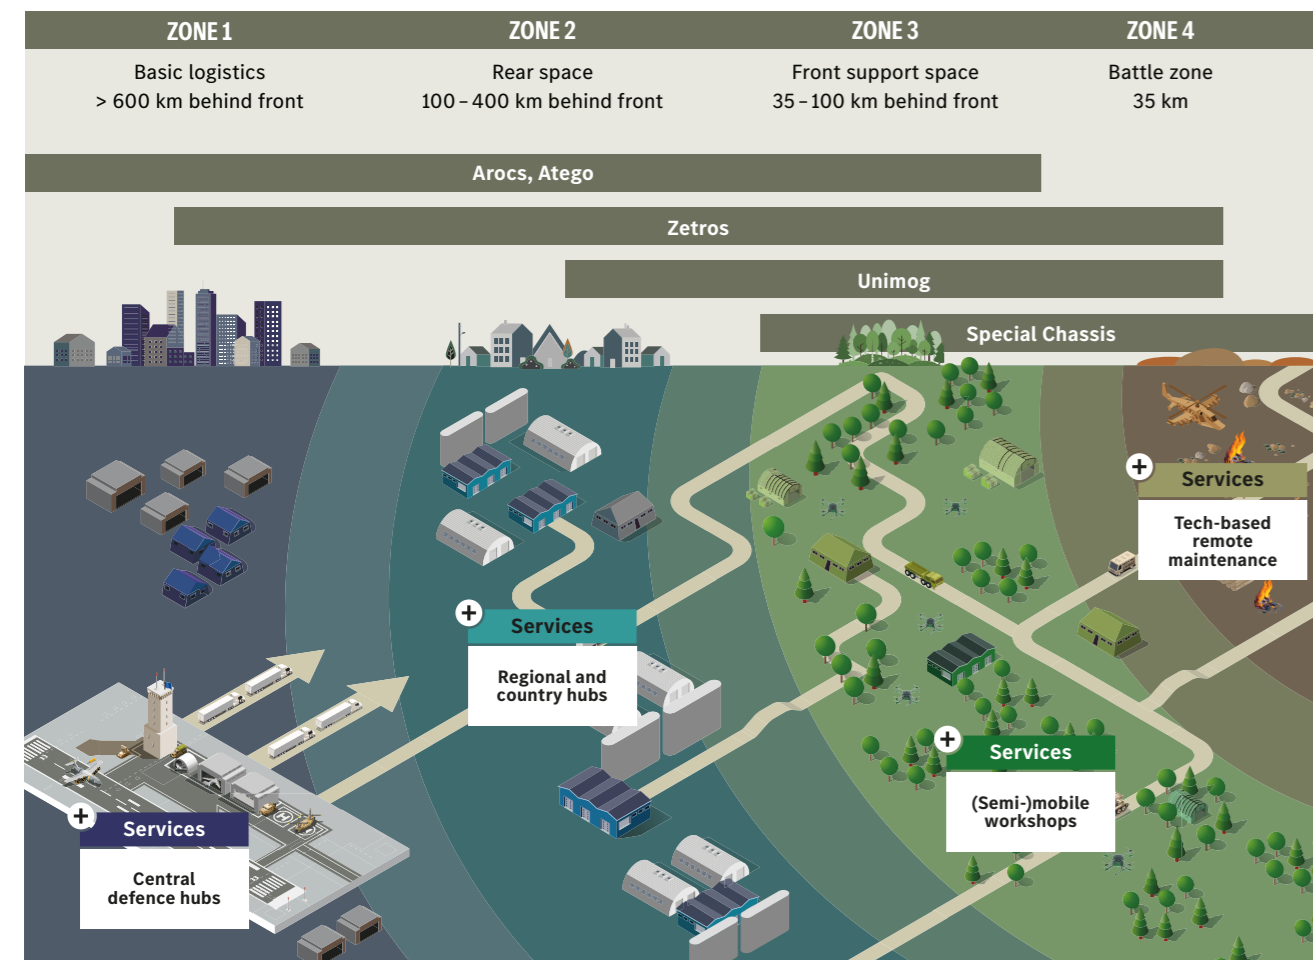 ZONE 1
ZONE 2
ZONE 3
ZONE 4
Basic logistics
> 600 km behind front
Rear space
100 – 400 km behind front
Front support space
35 – 100 km behind front
Battle zone
35 km
Arocs, Atego
Zetros
Unimog
Special Chassis
Services
Tech-based
remote
maintenance
Services
Regional and
country hubs
Services
(Semi-)mobile
workshops
Services
Central
defence hubs
H